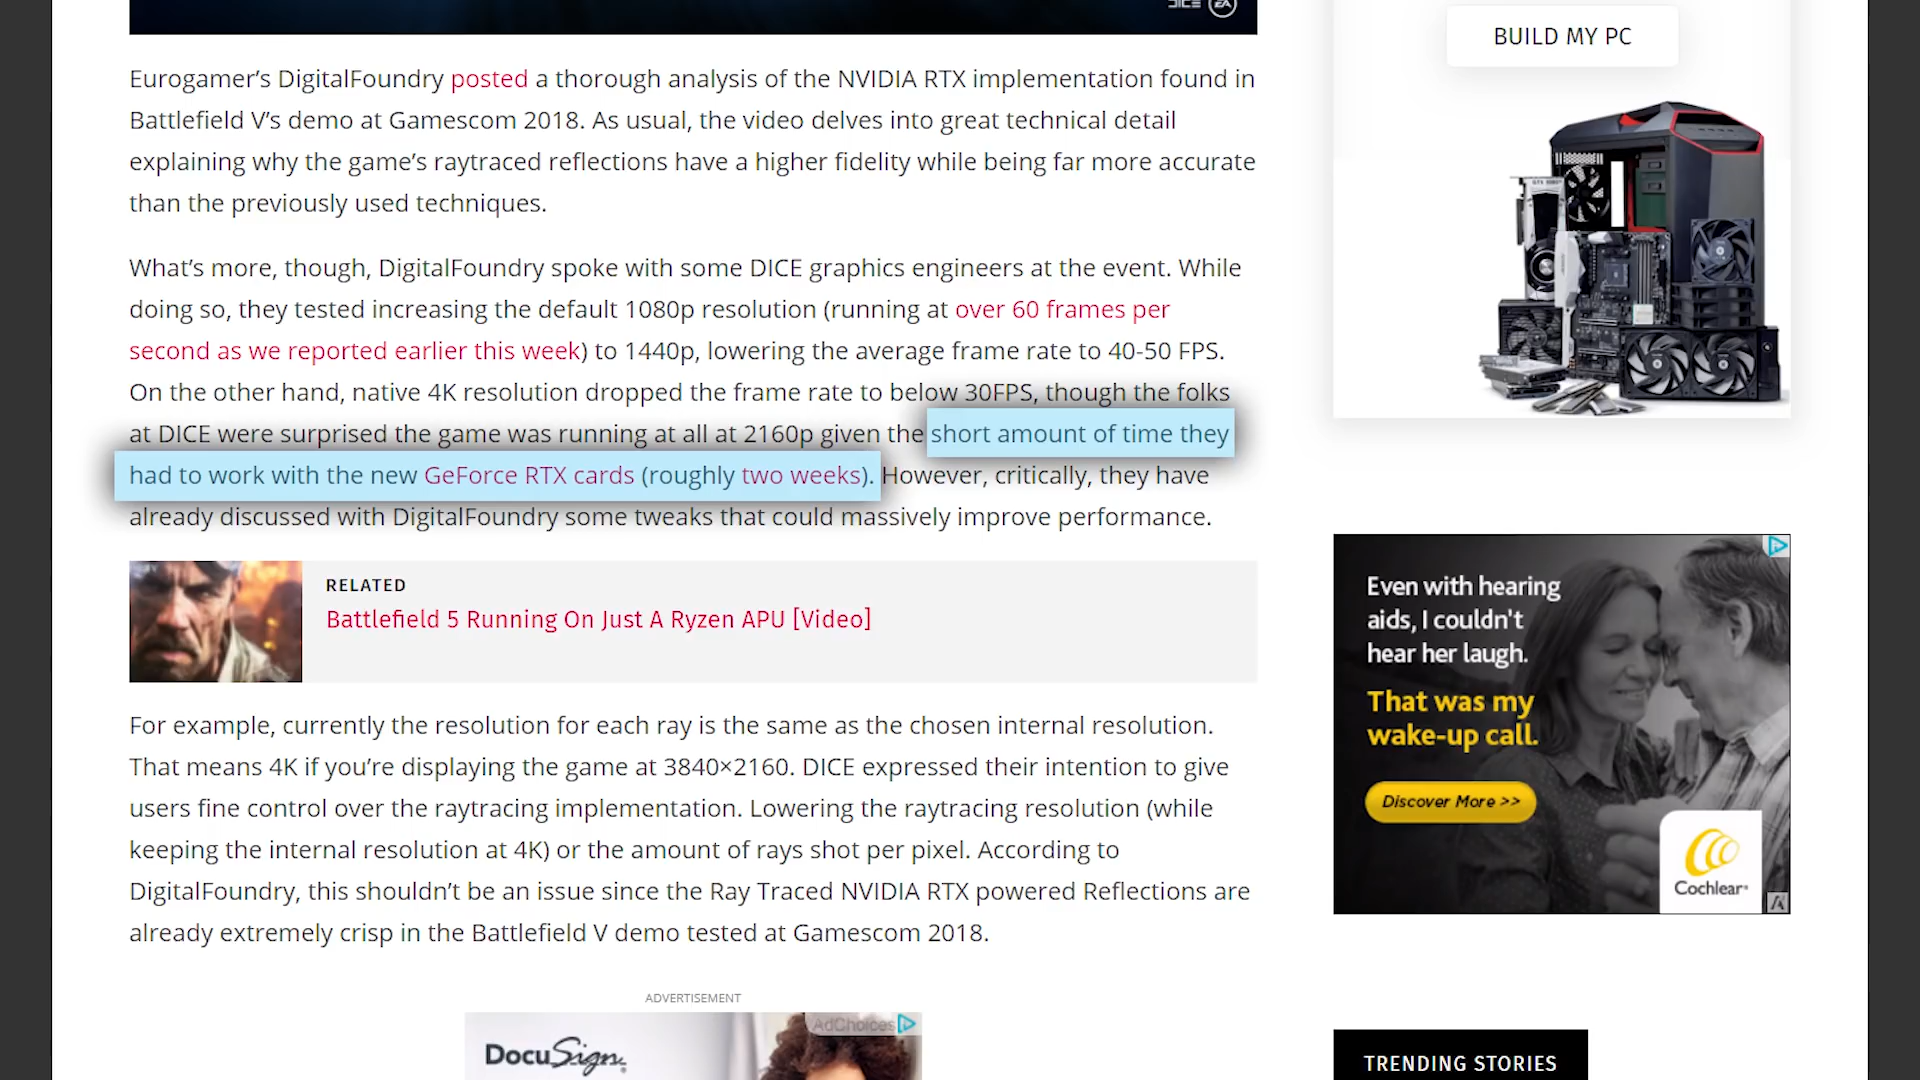 DICE EA
BUILD MY PC
Eurogamer’s DigitalFoundry posted a thorough analysis of the NVIDIA RTX implementation found in
Battlefield V’s demo at Gamescom 2018. As usual, the video delves into great technical detail
explaining why the game’s raytraced reflections have a higher fidelity while being far more accurate
than the previously used techniques.
What’s more, though, DigitalFoundry spoke with some DICE graphics engineers at the event. While
doing so, they tested increasing the default 1080p resolution (running at over 60 frames per
second as we reported earlier this week) to 1440p, lowering the average frame rate to 40-50 FPS.
On the other hand, native 4K resolution dropped the frame rate to below 30FPS, though the folks
at DICE were surprised the game was running at all at 2160p given the short amount of time they
had to work with the new GeForce RTX cards (roughly two weeks). However, critically, they have
already discussed with DigitalFoundry some tweaks that could massively improve performance.
RELATED
Battlefield 5 Running On Just A Ryzen APU [Video]
For example, currently the resolution for each ray is the same as the chosen internal resolution.
That means 4K if you’re displaying the game at 3840×2160. DICE expressed their intention to give
users fine control over the raytracing implementation. Lowering the raytracing resolution (while
keeping the internal resolution at 4K) or the amount of rays shot per pixel. According to
DigitalFoundry, this shouldn’t be an issue since the Ray Traced NVIDIA RTX powered Reflections are
already extremely crisp in the Battlefield V demo tested at Gamescom 2018.
ADVERTISEMENT
AdChoices
DocuSign
Even with hearing
aids, I couldn't
hear her laugh.
That was my
wake-up call.
Discover More >>
Cochlear
TRENDING STORIES